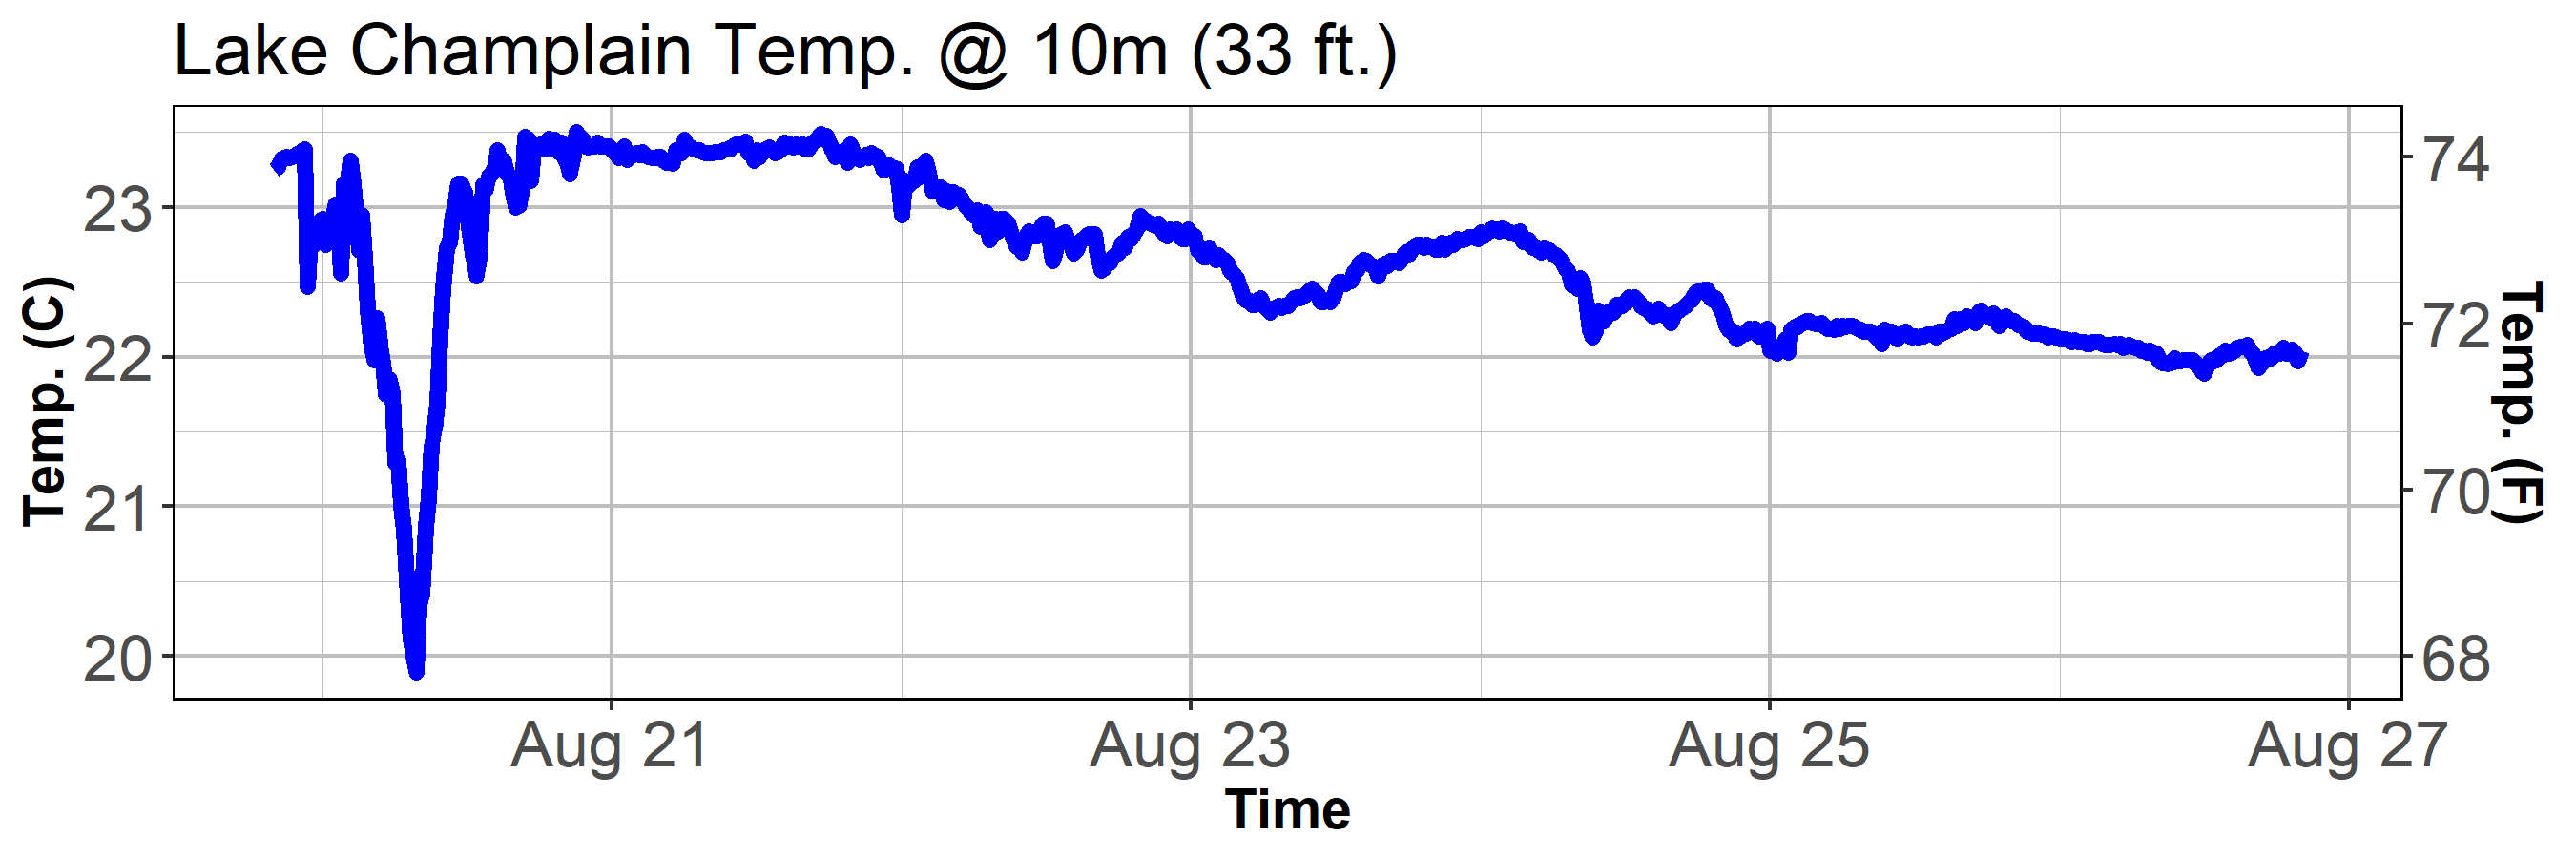 Lake Champlain Temp. @ 10m (33 ft.)
Temp. (C)
23
22
21
20
74
72
70
68
Temp. (F)
Aug 21 Aug 23 Aug 25 Aug 27
Time